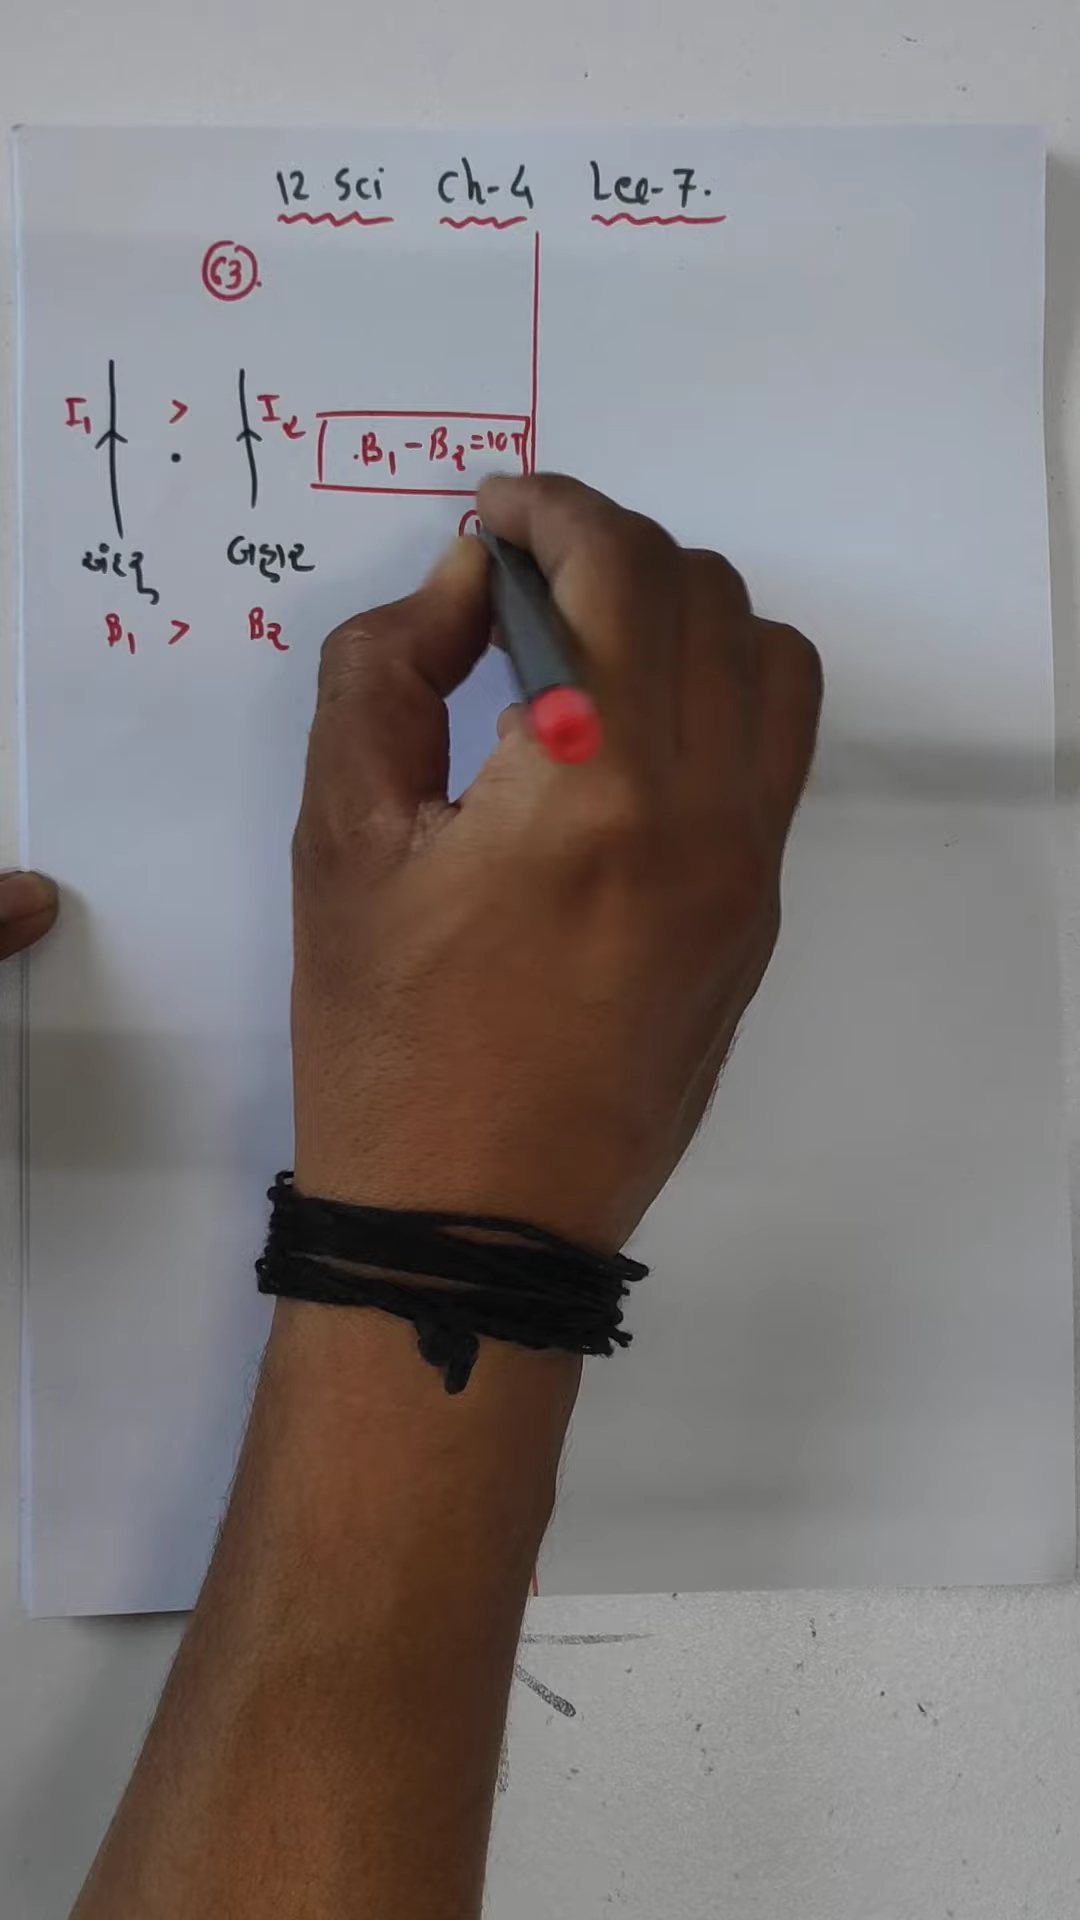 12 Sci Ch-4 Lec-7.
63.
I₁ > I₂
B₁ - B₂ = 10T
અંદર બહાર
B₁ > B₂